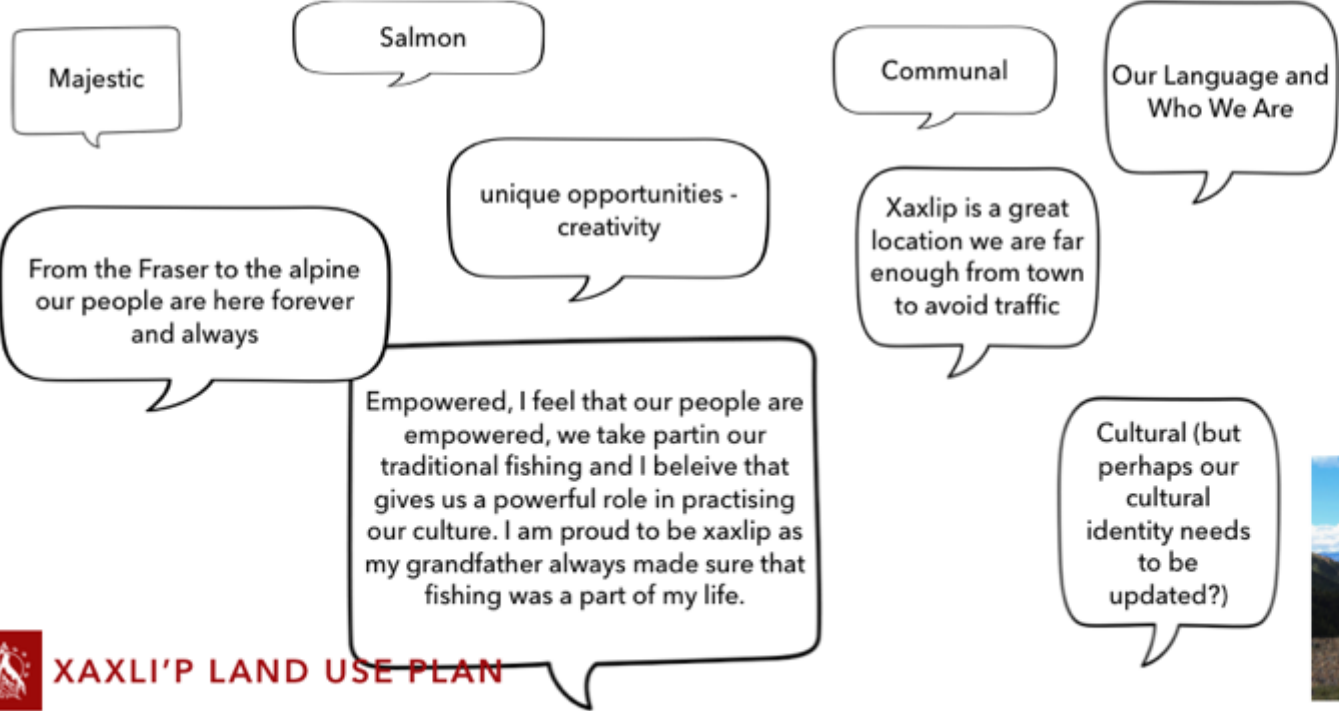 Majestic
Salmon
Communal
Our Language and
Who We Are
unique opportunities -
creativity
Xaxlip is a great
location we are far
enough from town
to avoid traffic
From the Fraser to the alpine
our people are here forever
and always
Empowered, I feel that our people are
empowered, we take partin our
traditional fishing and I beleive that
gives us a powerful role in practising
our culture. I am proud to be xaxlip as
my grandfather always made sure that
fishing was a part of my life.
Cultural (but
perhaps our
cultural
identity needs
to be
updated?)
XAXLI'P LAND USE PLAN